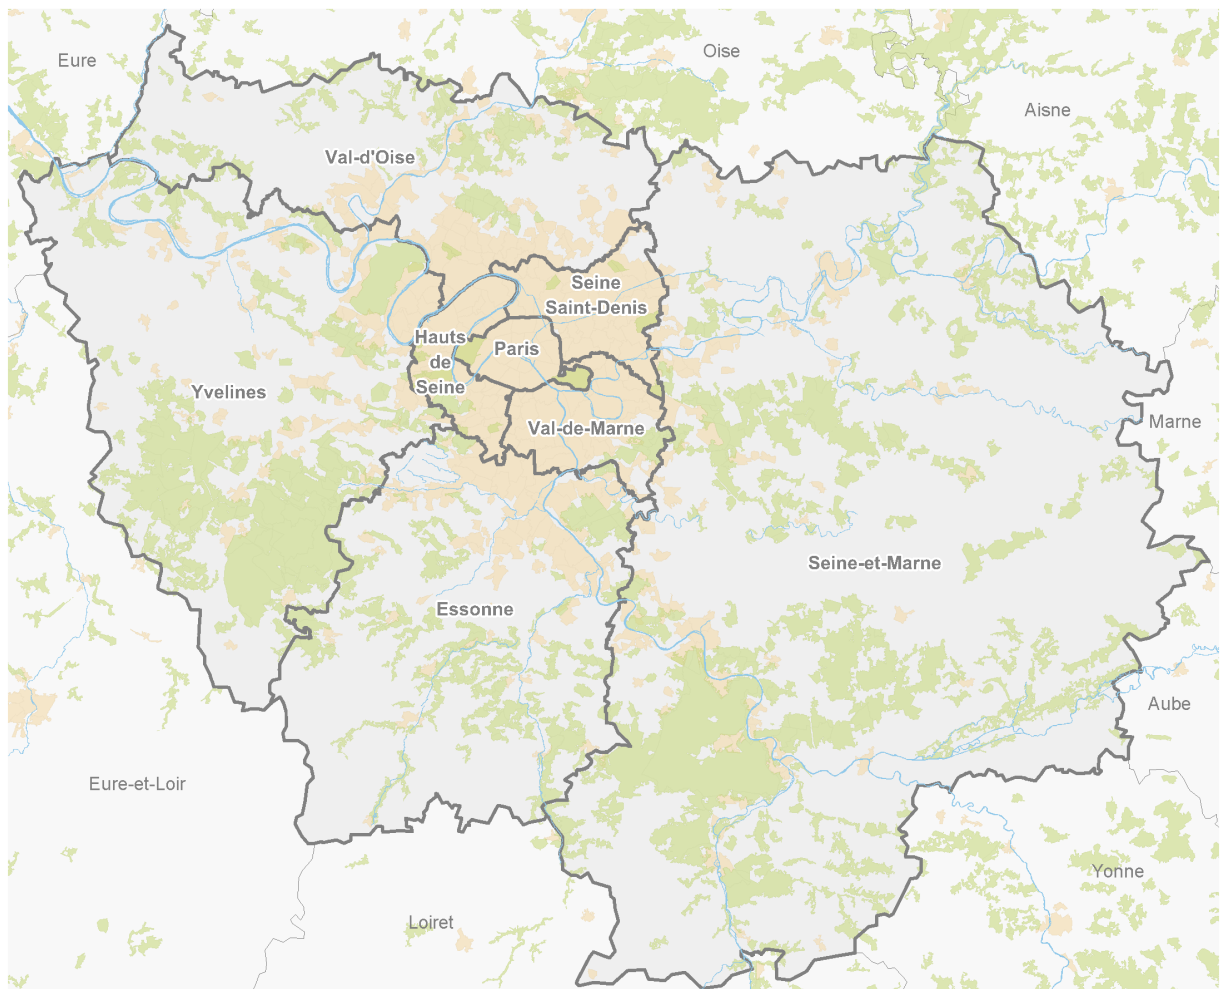 Eure
Oise
Aisne
Val-d'Oise
Seine
Saint-Denis
Hauts
de
Seine
Paris
Yvelines
Val-de-Marne
Marne
Seine-et-Marne
Essonne
Aube
Eure-et-Loir
Yonne
Loiret